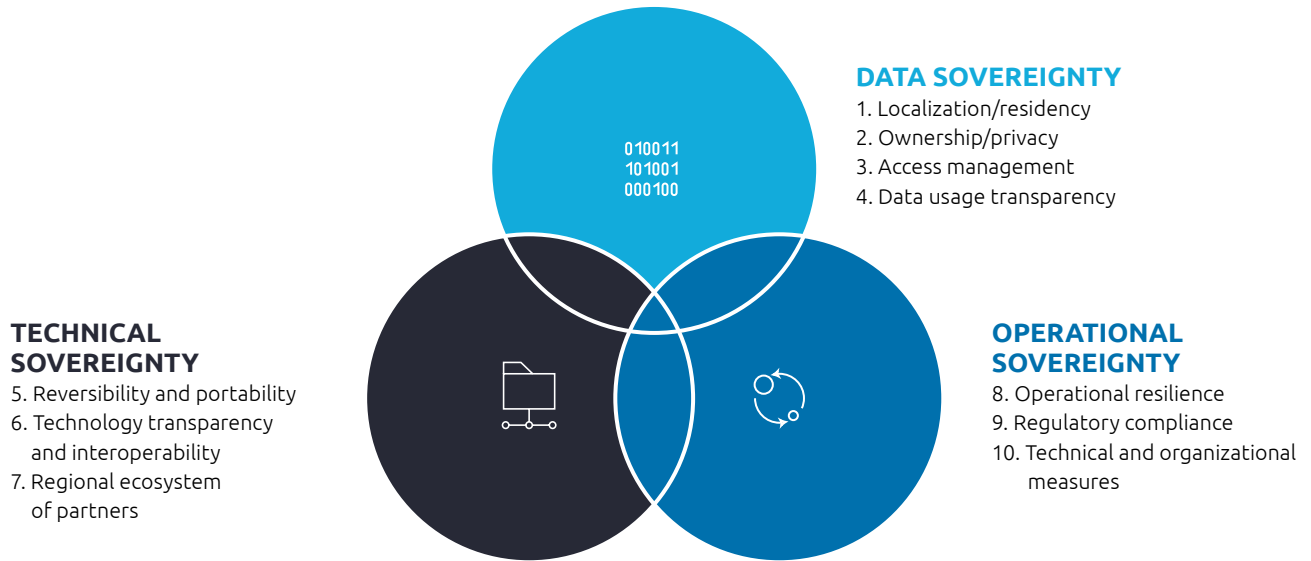 DATA SOVEREIGNTY
1. Localization/residency
2. Ownership/privacy
3. Access management
4. Data usage transparency
010011
101001
000100
TECHNICAL
SOVEREIGNTY
5. Reversibility and portability
6. Technology transparency
and interoperability
7. Regional ecosystem
of partners
OPERATIONAL
SOVEREIGNTY
8. Operational resilience
9. Regulatory compliance
10. Technical and organizational
measures